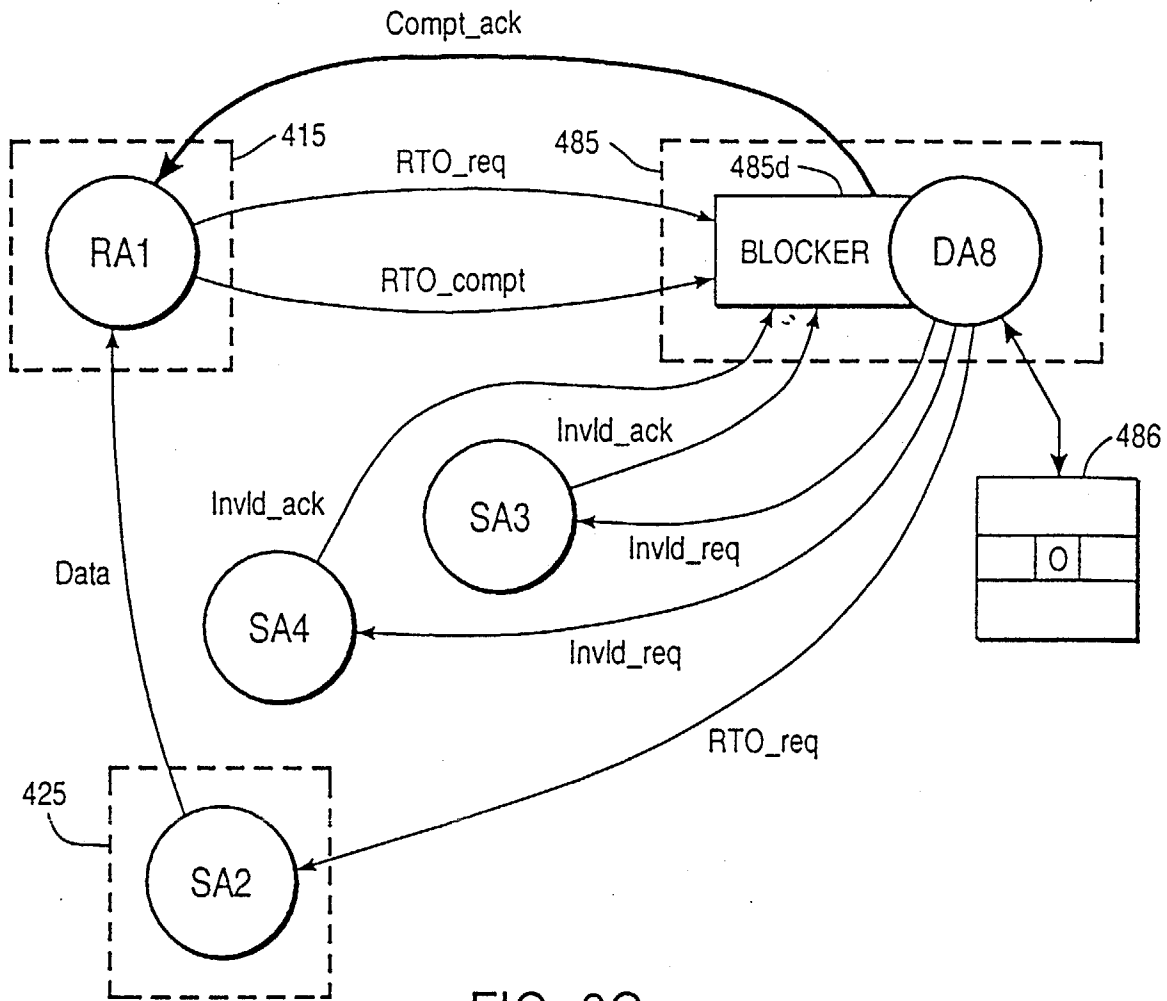 Compt_ack
415
485
485d
RTO_req
RA1
BLOCKER
DA8
RTO_compt
486
Invld_ack
Invld_ack
SA3
O
Invld_req
Data
SA4
Invld_req
RTO_req
425
SA2